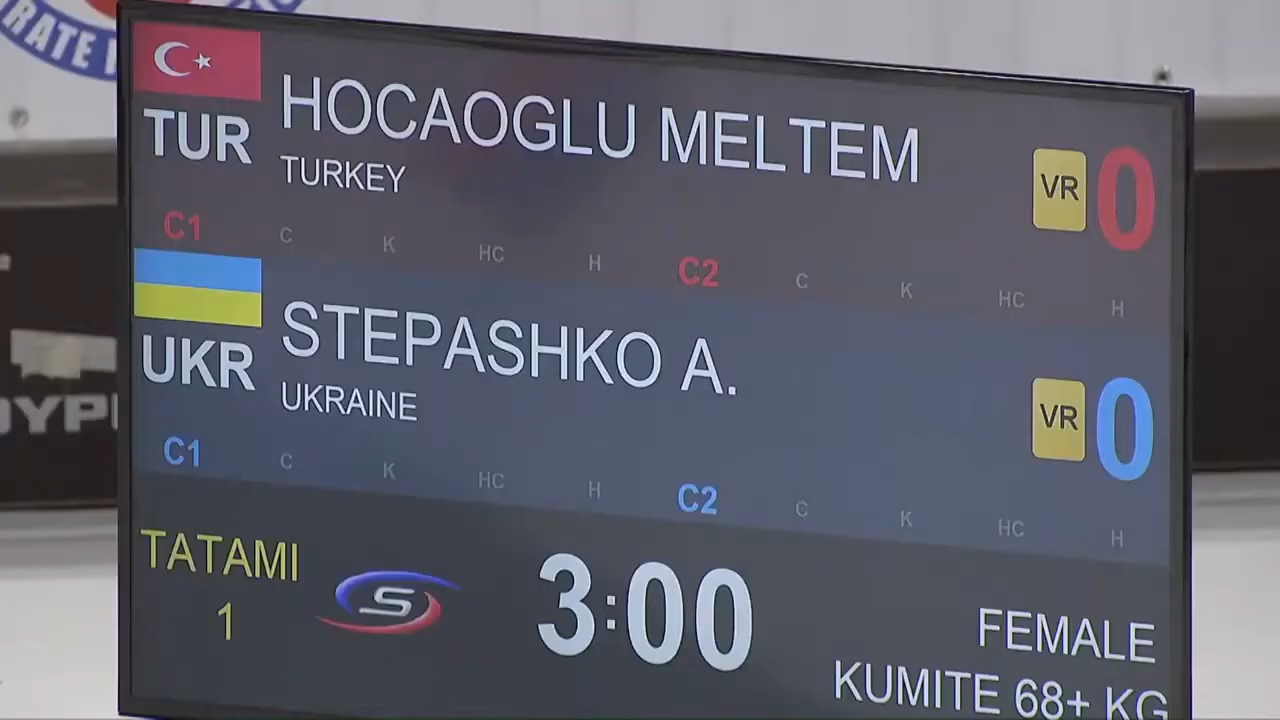 RATE
TUR
HOCAOGLU MELTEM
TURKEY
VR 0
C1 C K HC H C2 C K HC H
UKR
STEPASHKO A.
UKRAINE
VR 0
C1 C K HC H C2 C K HC H
TATAMI
1
S
3:00
FEMALE
KUMITE 68+ KG